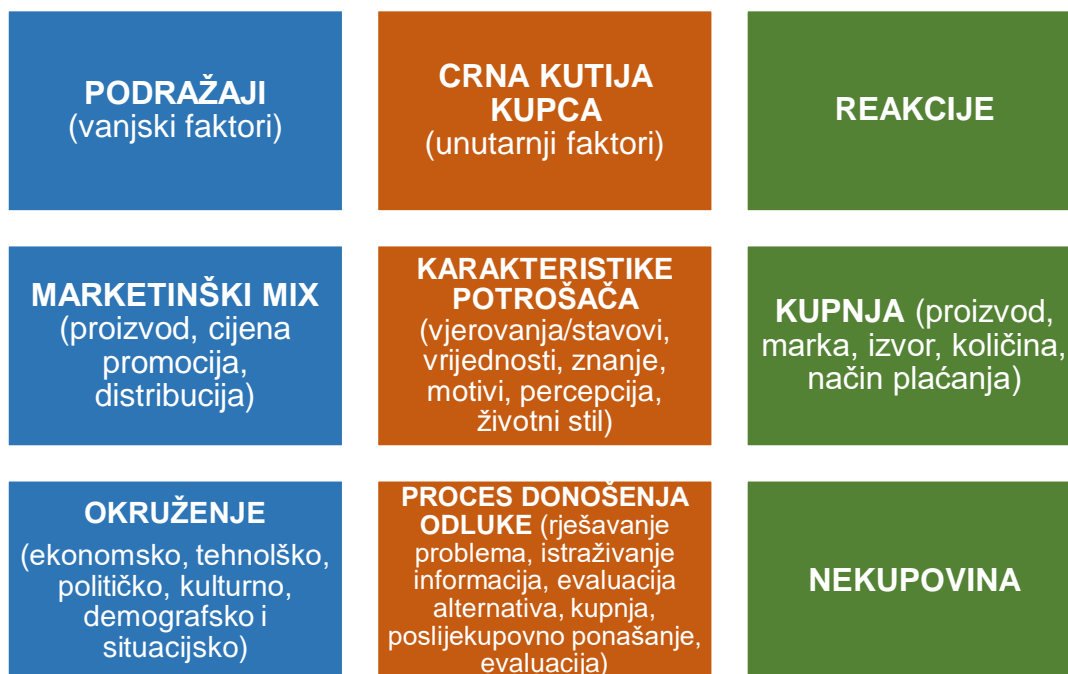 PODRAŽAJI
(vanjski faktori)
CRNA KUTIJA
KUPCA
(unutarnji faktori)
REAKCIJE
MARKETINŠKI MIX
(proizvod, cijena
promocija,
distribucija)
KARAKTERISTIKE
POTROŠAČA
(vjerovanja/stavovi,
vrijednosti, znanje,
motivi, percepcija,
životni stil)
KUPNJA (proizvod,
marka, izvor, količina,
način plaćanja)
OKRUŽENJE
(ekonomsko, tehnolško,
političko, kulturno,
demografsko i
situacijsko)
PROCES DONOŠENJA
ODLUKE (rješavanje
problema, istraživanje
informacija, evaluacija
alternativa, kupnja,
poslijekupovno ponašanje,
evaluacija)
NEKUPOVINA